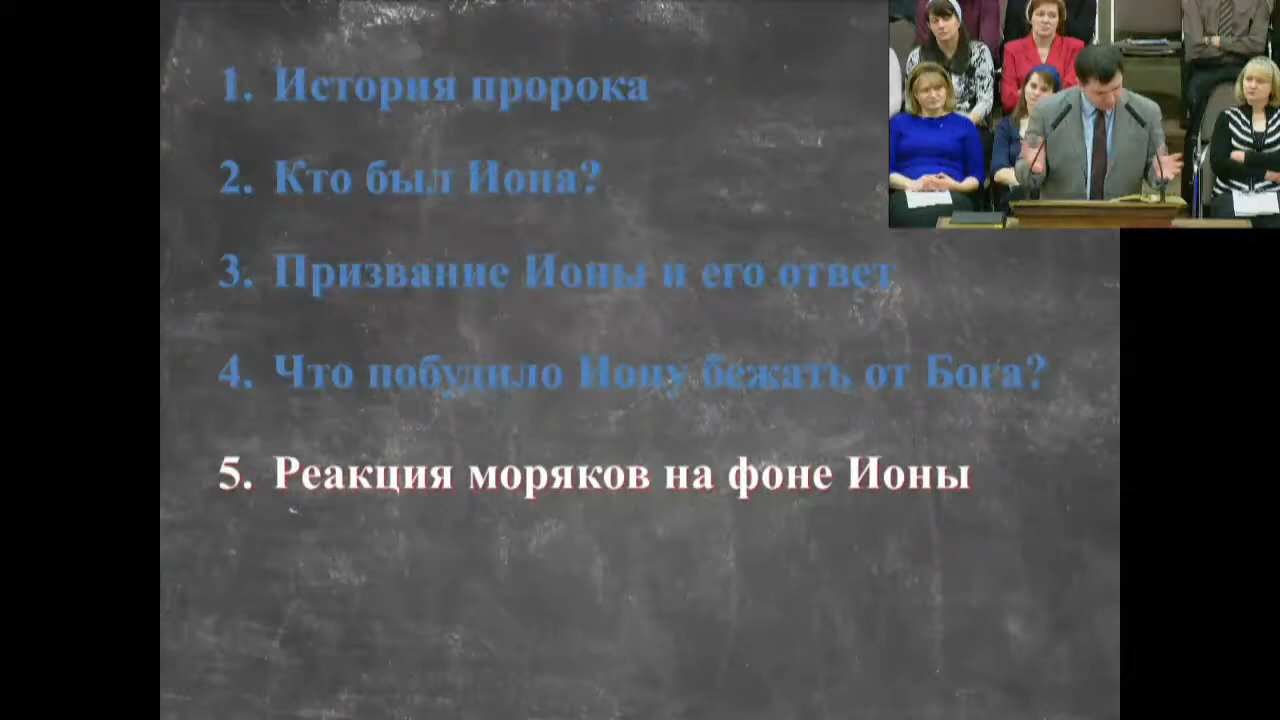 1. История пророка
2. Кто был Иона?
3. Призвание Ионы и его ответ
4. Что побудило Иону бежать от Бога?
5. Реакция моряков на фоне Ионы